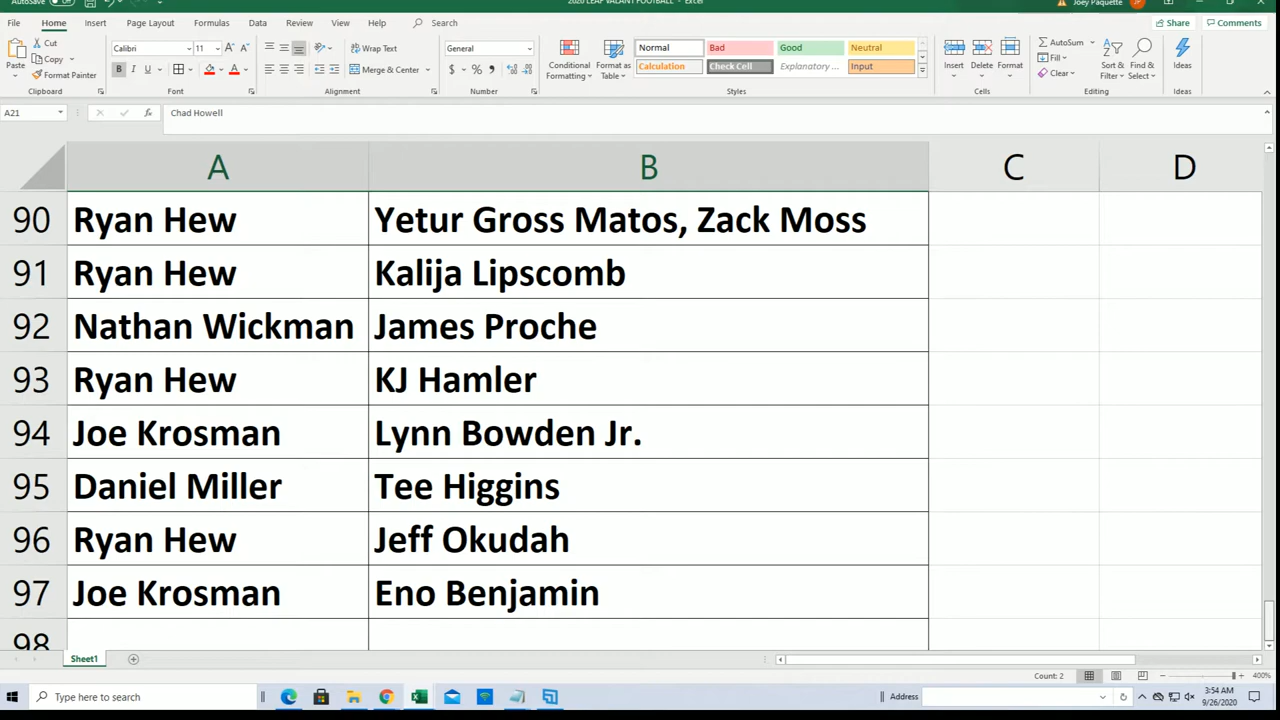 AutoSave Off 2020 LEAF VALIANT FOOTBALL - Excel Joey Paquette JP
File Home Insert Page Layout Formulas Data Review View Help Search Share Comments
Paste Cut Copy Format Painter Clipboard
Calibri 11 B I U Font
Wrap Text Merge & Center Alignment
General $ % , Number
Conditional Formatting Format as Table
Normal Bad Good Neutral
Calculation Check Cell Explanatory ... Input
Styles
Insert Delete Format Cells
AutoSum Fill Clear Sort & Filter Find & Select Editing
Ideas Ideas
A21 fx Chad Howell
A B C D
90 Ryan Hew Yetur Gross Matos, Zack Moss
91 Ryan Hew Kalija Lipscomb
92 Nathan Wickman James Proche
93 Ryan Hew KJ Hamler
94 Joe Krosman Lynn Bowden Jr.
95 Daniel Miller Tee Higgins
96 Ryan Hew Jeff Okudah
97 Joe Krosman Eno Benjamin
98
Sheet1
Count: 2 400%
Type here to search Address 3:54 AM
9/26/2020